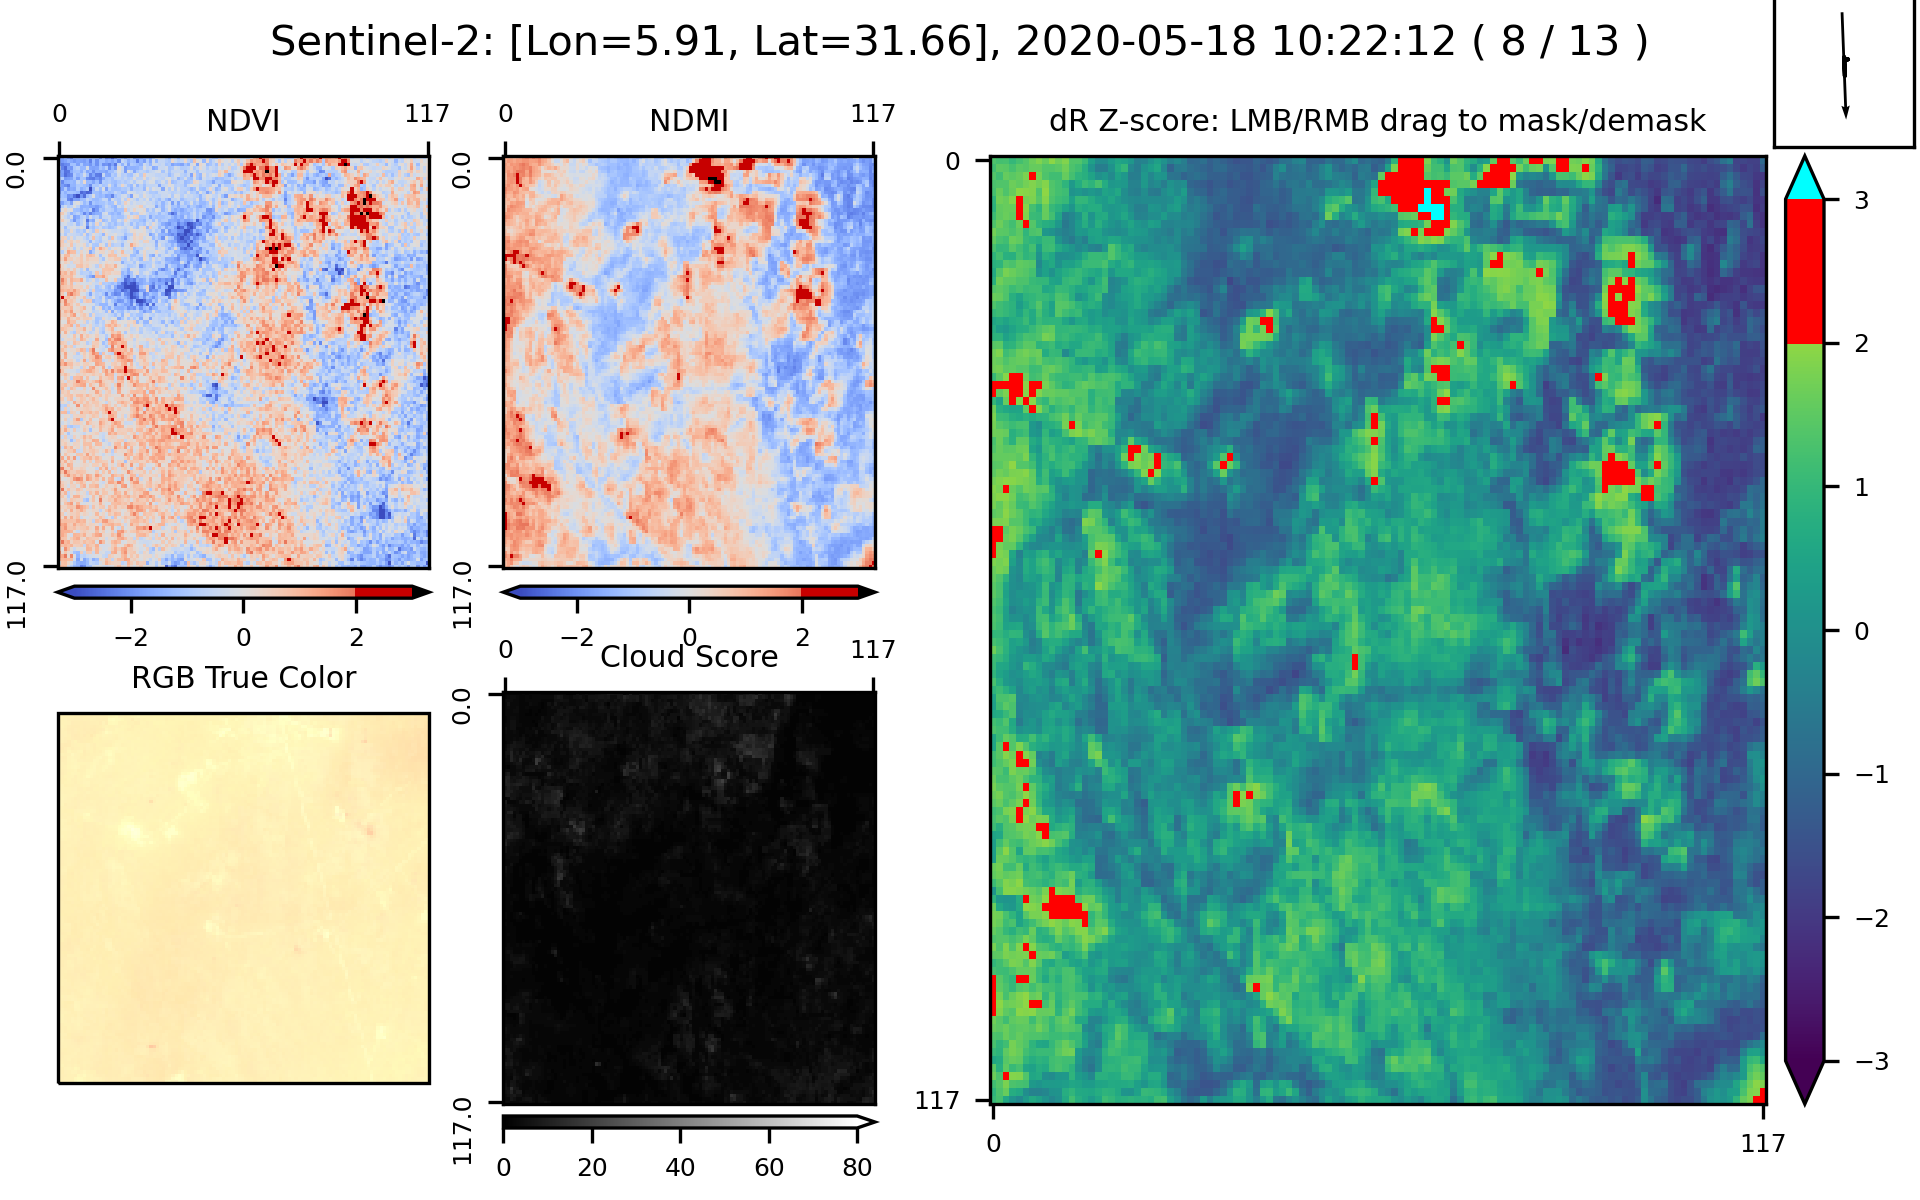 Sentinel-2: [Lon=5.91, Lat=31.66], 2020-05-18 10:22:12 ( 8 / 13 )
NDVI
0 117
0.0
117.0
−2 0 2
NDMI
0 117
0.0
117.0
−2 0 2
dR Z-score: LMB/RMB drag to mask/demask
0
117
0 117
3
2
1
0
−1
−2
−3
RGB True Color
Cloud Score
0 117
0.0
117.0
0 20 40 60 80